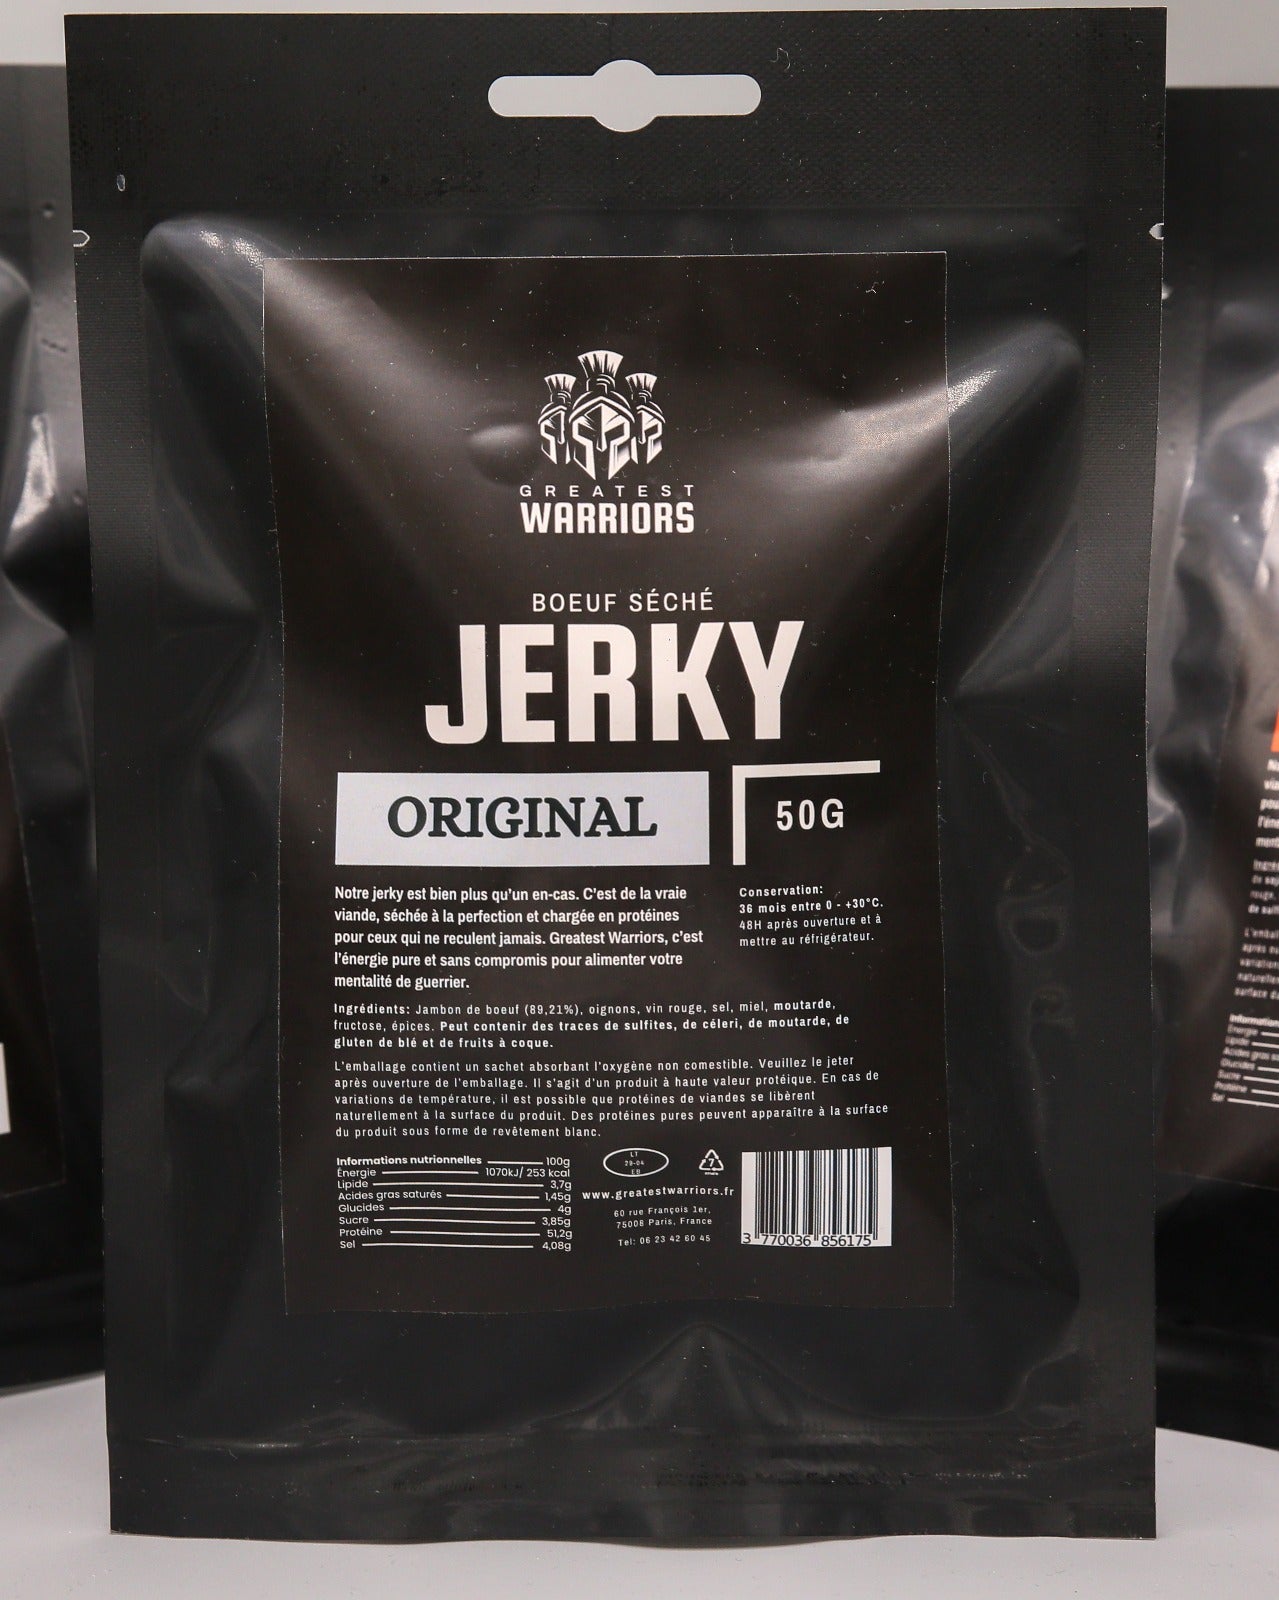 GREATEST
WARRIORS
BOEUF SÉCHÉ
JERKY
ORIGINAL
50G
Notre jerky est bien plus qu'un en-cas. C'est de la vraie
viande, séchée à la perfection et chargée en protéines
pour ceux qui ne reculent jamais. Greatest Warriors, c'est
l'énergie pure et sans compromis pour alimenter votre
mentalité de guerrier.
Conservation:
36 mois entre 0 - +30°C.
48H après ouverture et à
mettre au réfrigérateur.
Ingrédients: Jambon de boeuf (89,21%), oignons, vin rouge, sel, miel, moutarde,
fructose, épices. Peut contenir des traces de sulfites, de céleri, de moutarde, de
gluten de blé et de fruits à coque.
L'emballage contient un sachet absorbant l'oxygène non comestible. Veuillez le jeter
après ouverture de l'emballage. Il s'agit d'un produit à haute valeur protéique. En cas de
variations de température, il est possible que protéines de viandes se libèrent
naturellement à la surface du produit. Des protéines pures peuvent apparaître à la surface
du produit sous forme de revêtement blanc.
Informations nutritionnelles 100g
Énergie 1070kJ/ 253 kcal
Lipide 3,7g
Acides gras saturés 1,45g
Glucides 4g
Sucre 3,85g
Protéine 51,2g
Sel 4,08g
LT
29-04
EB
7
www.greatestwarriors.fr
60 rue François 1er,
75008 Paris, France
Tel: 06 23 42 60 45
3 770036 856175